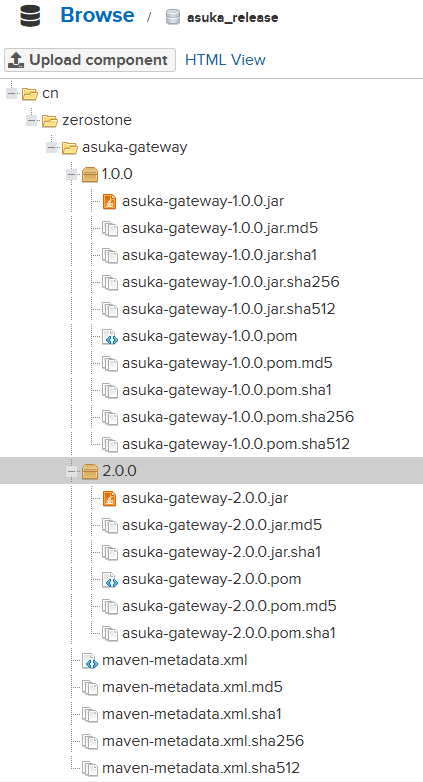 Browse / asuka_release
Upload component HTML View
cn
zerostone
asuka-gateway
1.0.0
asuka-gateway-1.0.0.jar
asuka-gateway-1.0.0.jar.md5
asuka-gateway-1.0.0.jar.sha1
asuka-gateway-1.0.0.jar.sha256
asuka-gateway-1.0.0.jar.sha512
asuka-gateway-1.0.0.pom
asuka-gateway-1.0.0.pom.md5
asuka-gateway-1.0.0.pom.sha1
asuka-gateway-1.0.0.pom.sha256
asuka-gateway-1.0.0.pom.sha512
2.0.0
asuka-gateway-2.0.0.jar
asuka-gateway-2.0.0.jar.md5
asuka-gateway-2.0.0.jar.sha1
asuka-gateway-2.0.0.pom
asuka-gateway-2.0.0.pom.md5
asuka-gateway-2.0.0.pom.sha1
maven-metadata.xml
maven-metadata.xml.md5
maven-metadata.xml.sha1
maven-metadata.xml.sha256
maven-metadata.xml.sha512